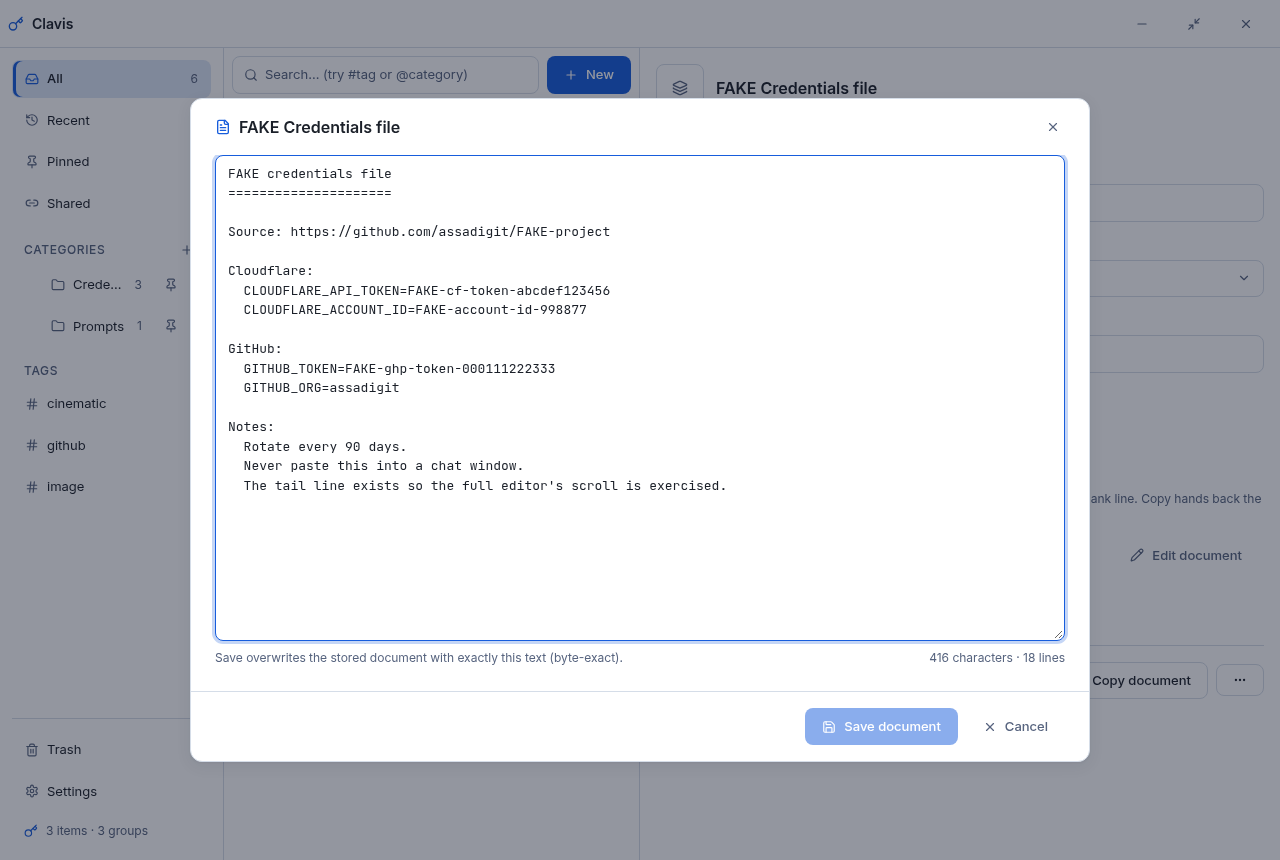 Clavis
All 6
Recent
Pinned
Shared
CATEGORIES
Crede... 3
Prompts 1
TAGS
# cinematic
# github
# image
Trash
Settings
3 items · 3 groups
Search... (try #tag or @category)
New
FAKE Credentials file
FAKE Credentials file
FAKE credentials file
=====================
Source: https://github.com/assadigit/FAKE-project
Cloudflare:
CLOUDFLARE_API_TOKEN=FAKE-cf-token-abcdef123456
CLOUDFLARE_ACCOUNT_ID=FAKE-account-id-998877
GitHub:
GITHUB_TOKEN=FAKE-ghp-token-000111222333
GITHUB_ORG=assadigit
Notes:
Rotate every 90 days.
Never paste this into a chat window.
The tail line exists so the full editor's scroll is exercised.
Save overwrites the stored document with exactly this text (byte-exact).
416 characters · 18 lines
Save document
Cancel
ank line. Copy hands back the
Edit document
Copy document